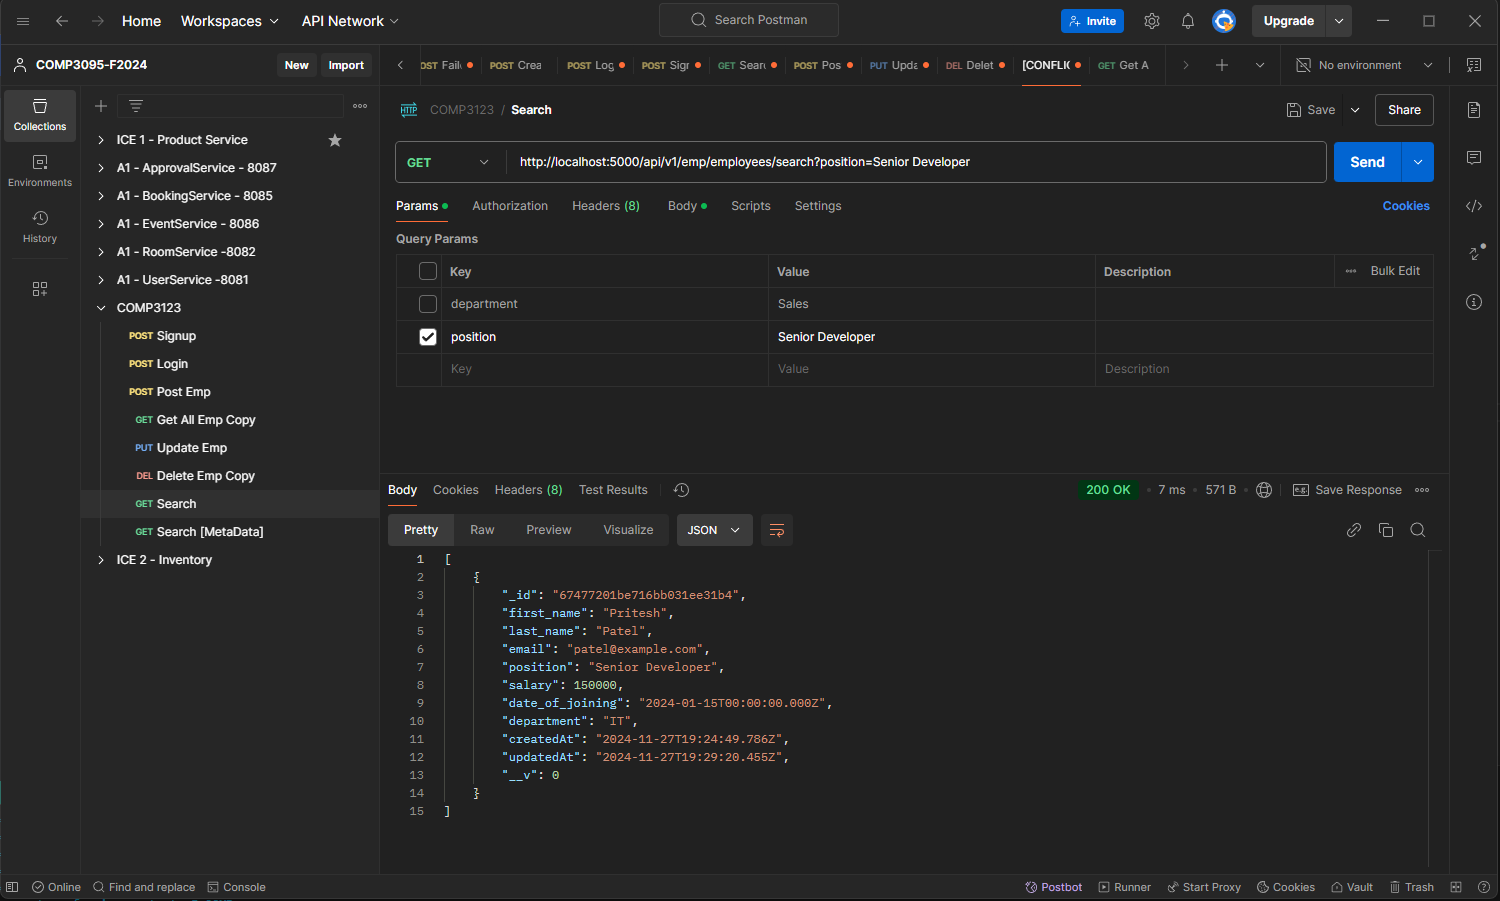 Home Workspaces API Network Search Postman Invite Upgrade
COMP3095-F2024 New Import
OST Faile POST Crea POST Log POST Sigr GET Searc POST Pos PUT Upda DEL Delet [CONFLIC GET Get A No environment
Collections
Environments
History
ICE 1 - Product Service
A1 - ApprovalService - 8087
A1 - BookingService - 8085
A1 - EventService - 8086
A1 - RoomService -8082
A1 - UserService -8081
COMP3123
POST Signup
POST Login
POST Post Emp
GET Get All Emp Copy
PUT Update Emp
DEL Delete Emp Copy
GET Search
GET Search [MetaData]
ICE 2 - Inventory
HTTP COMP3123 / Search Save Share
GET http://localhost:5000/api/v1/emp/employees/search?position=Senior Developer Send
Params Authorization Headers (8) Body Scripts Settings Cookies
Query Params
Key Value Description Bulk Edit
department Sales
position Senior Developer
Key Value Description
Body Cookies Headers (8) Test Results 200 OK 7 ms 571 B Save Response
Pretty Raw Preview Visualize JSON
1 [
2 {
3 "_id": "67477201be716bb031ee31b4",
4 "first_name": "Pritesh",
5 "last_name": "Patel",
6 "email": "patel@example.com",
7 "position": "Senior Developer",
8 "salary": 150000,
9 "date_of_joining": "2024-01-15T00:00:00.000Z",
10 "department": "IT",
11 "createdAt": "2024-11-27T19:24:49.786Z",
12 "updatedAt": "2024-11-27T19:29:20.455Z",
13 "__v": 0
14 }
15 ]
Online Find and replace Console Postbot Runner Start Proxy Cookies Vault Trash